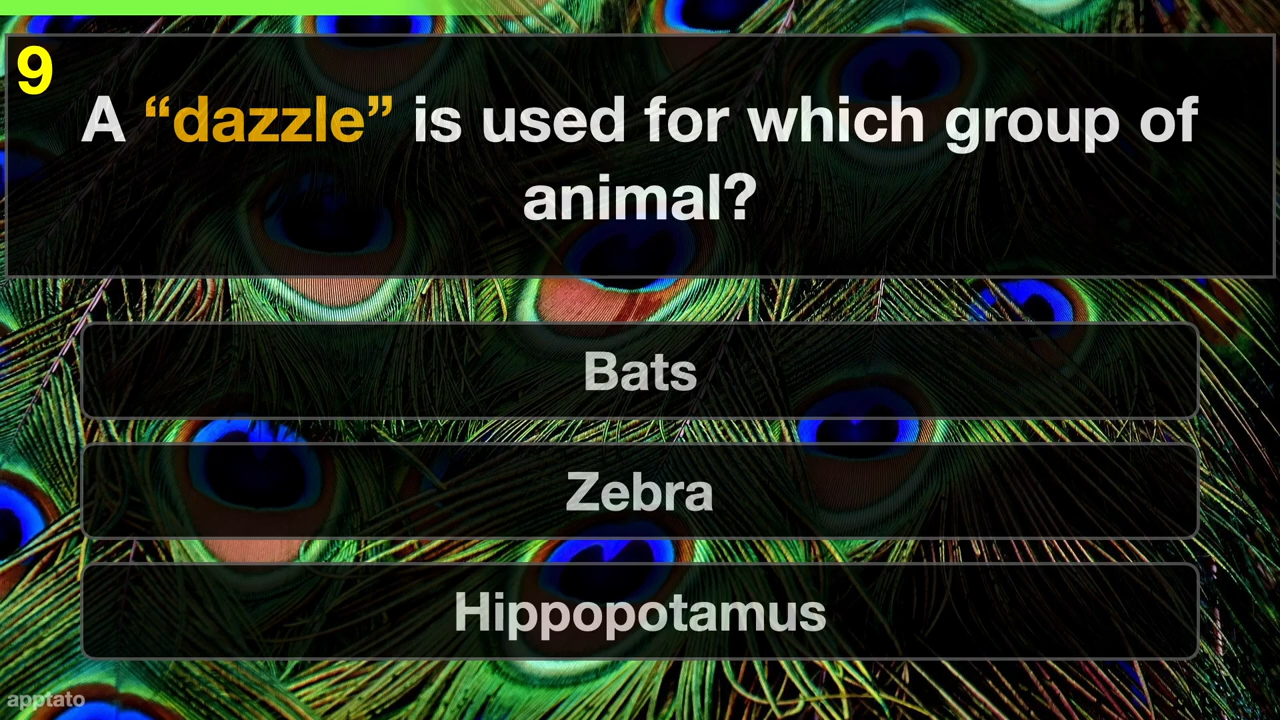 9
A “dazzle” is used for which group of
animal?
Bats
Zebra
Hippopotamus
apptato